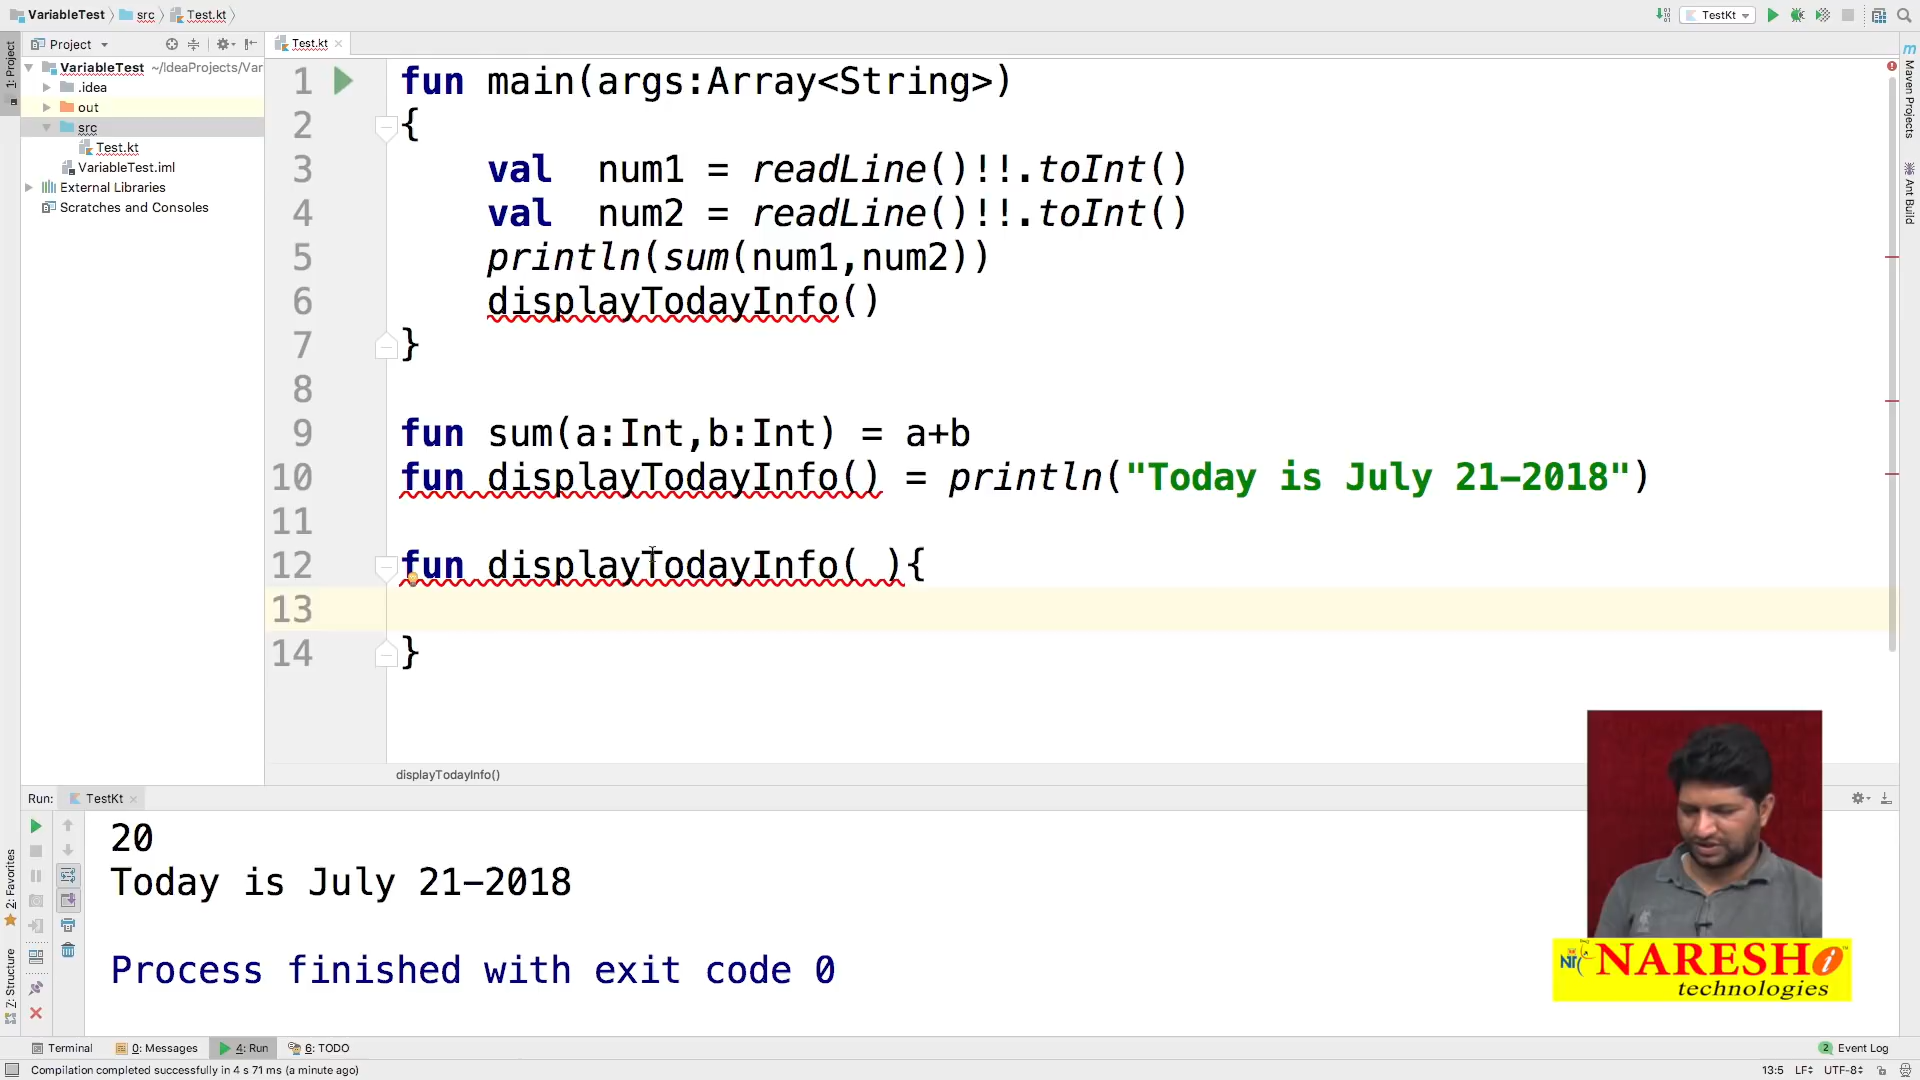 VariableTest src Test.kt
TestKt
Project
Test.kt
1: Project
VariableTest ~/IdeaProjects/Var
.idea
out
src
Test.kt
VariableTest.iml
External Libraries
Scratches and Consoles
1 fun main(args:Array<String>)
2 {
3 val num1 = readLine()!!.toInt()
4 val num2 = readLine()!!.toInt()
5 println(sum(num1,num2))
6 displayTodayInfo()
7 }
8
9 fun sum(a:Int,b:Int) = a+b
10 fun displayTodayInfo() = println("Today is July 21-2018")
11
12 fun displayTodayInfo( ){
13
14 }
displayTodayInfo()
m Maven Projects
Ant Build
Run: TestKt
20
Today is July 21-2018
Process finished with exit code 0
2: Favorites
7: Structure
NARESH i
technologies
Terminal 0: Messages 4: Run 6: TODO
2 Event Log
Compilation completed successfully in 4 s 71 ms (a minute ago)
13:5 LF÷ UTF-8÷